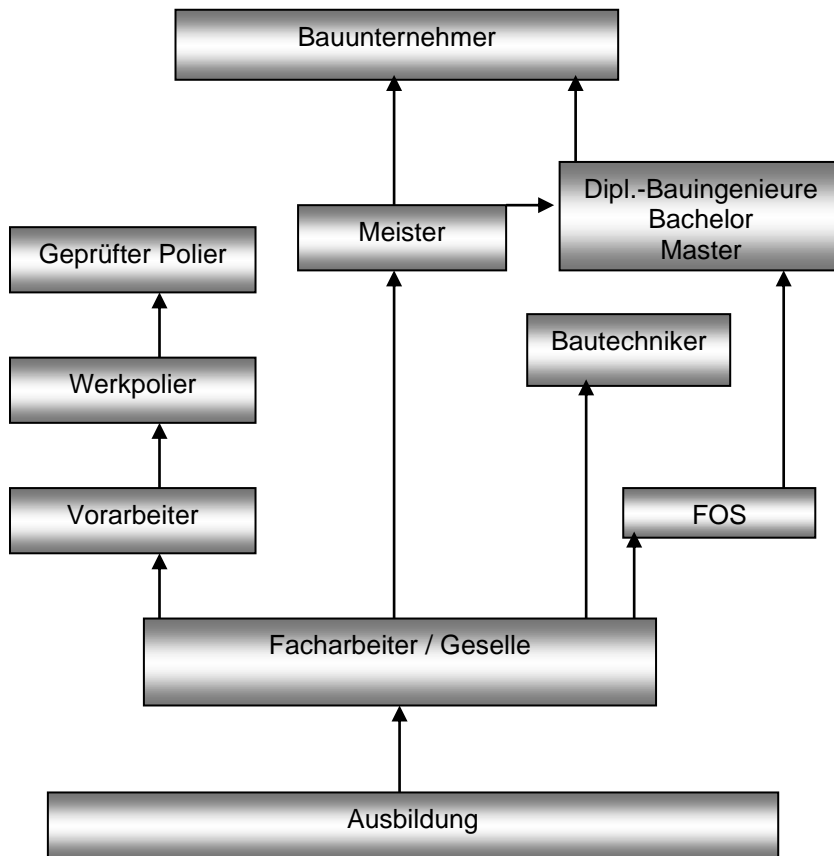 Bauunternehmer
Dipl.-Bauingenieure
Bachelor
Master
Meister
Geprüfter Polier
Bautechniker
Werkpolier
Vorarbeiter
FOS
Facharbeiter / Geselle
Ausbildung